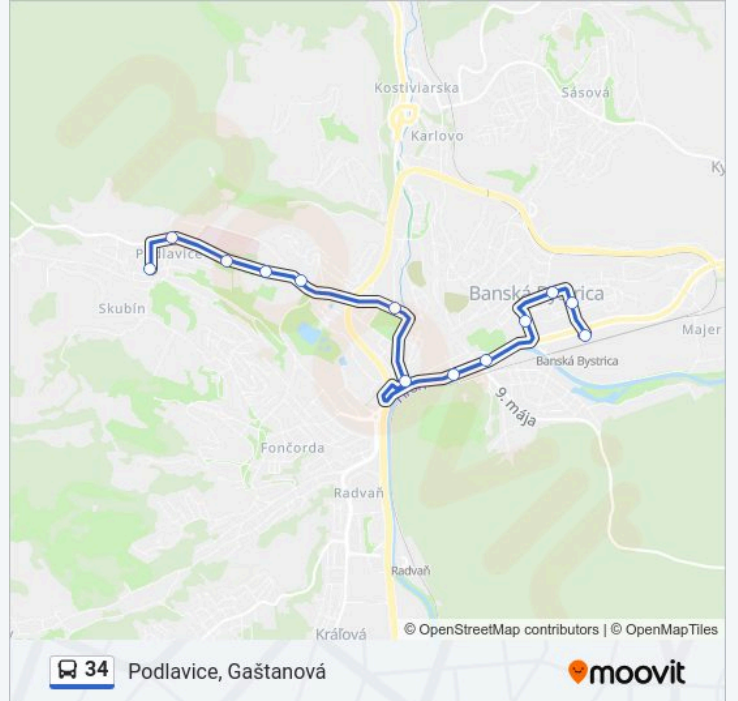 Kostiviarska
Sásová
Karlovo
Ky
Podlavice
Banská Bystrica
Skubín
Majer
Banská Bystrica
Hron
9. mája
Fončorda
Radvaň
Radvaň
Kráľová
© OpenStreetMap contributors | © OpenMapTiles
34 Podlavice, Gaštanová
moovit